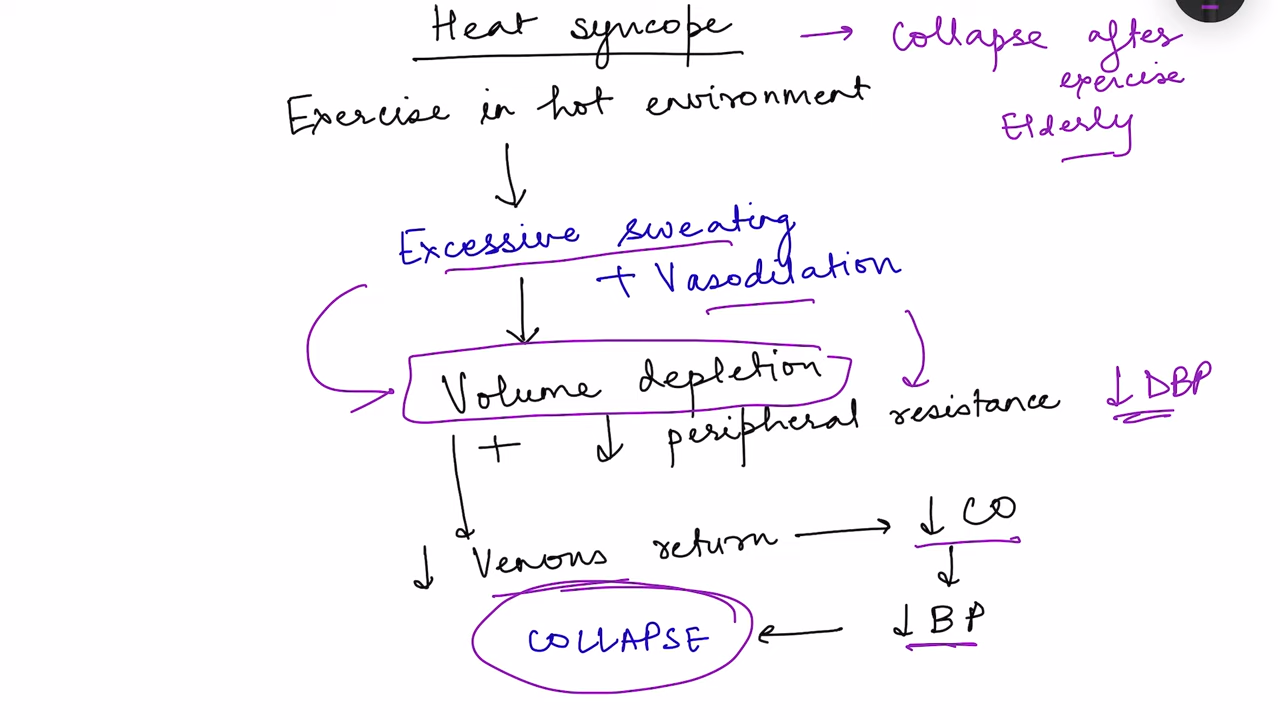 Heat syncope → Collapse after
exercise
Elderly
Exercise in hot environment
↓
Excessive sweating
+ Vasodilation
↓
Volume depletion
+ ↓ peripheral resistance ↓ DBP
↓
↓ Venous return → ↓ CO
↓
↓ BP
COLLAPSE ←